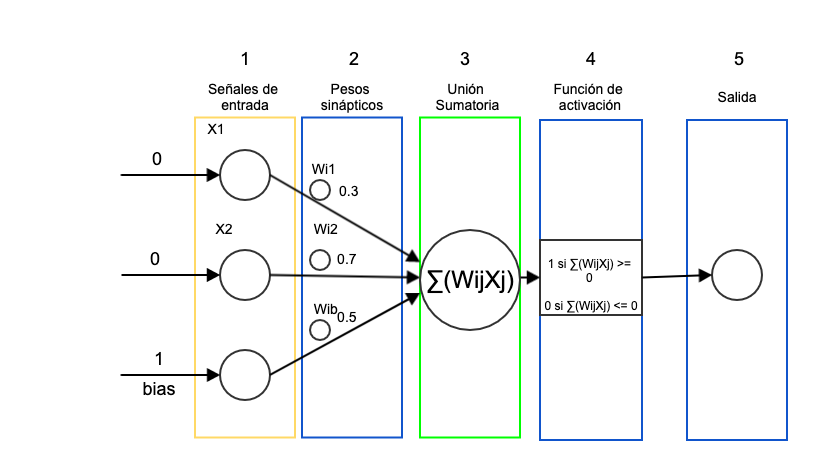 1
2
3
4
5
Señales de
entrada
Pesos
sinápticos
Unión
Sumatoria
Función de
activación
Salida
X1
0
Wi1
0.3
X2
0
Wi2
0.7
∑(WijXj)
1 si ∑(WijXj) >=
0
0 si ∑(WijXj) <= 0
Wib
0.5
1
bias